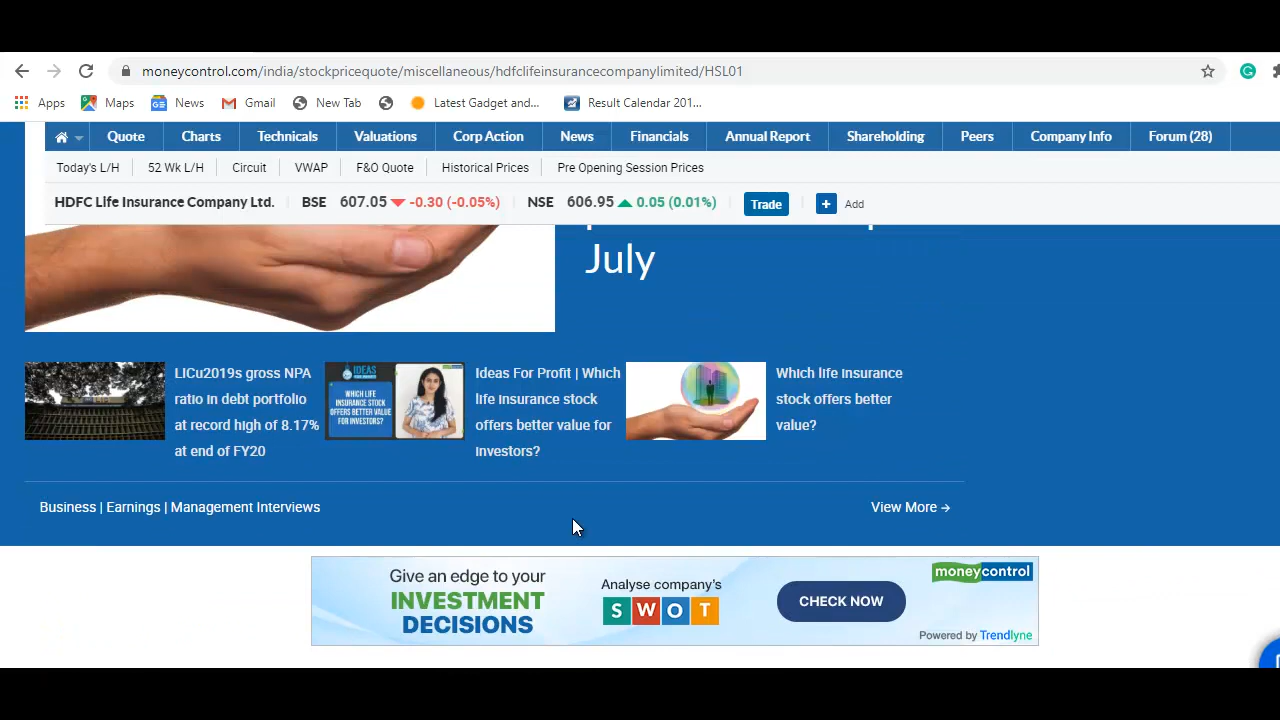 moneycontrol.com/india/stockpricequote/miscellaneous/hdfclifeinsurancecompanylimited/HSL01
Apps Maps News Gmail New Tab Latest Gadget and... Result Calendar 201...
Quote Charts Technicals Valuations Corp Action News Financials Annual Report Shareholding Peers Company Info Forum (28)
Today's L/H 52 Wk L/H Circuit VWAP F&O Quote Historical Prices Pre Opening Session Prices
HDFC Life Insurance Company Ltd. BSE 607.05 -0.30 (-0.05%) NSE 606.95 0.05 (0.01%) Trade + Add
July
LICu2019s gross NPA
ratio in debt portfolio
at record high of 8.17%
at end of FY20
IDEAS
WHICH LIFE
INSURANCE STOCK
OFFERS BETTER VALUE
FOR INVESTORS?
Ideas For Profit | Which
life insurance stock
offers better value for
investors?
Which life insurance
stock offers better
value?
Business | Earnings | Management Interviews
View More →
Give an edge to your
INVESTMENT
DECISIONS
Analyse company's
SWOT
CHECK NOW
moneycontrol
Powered by Trendlyne